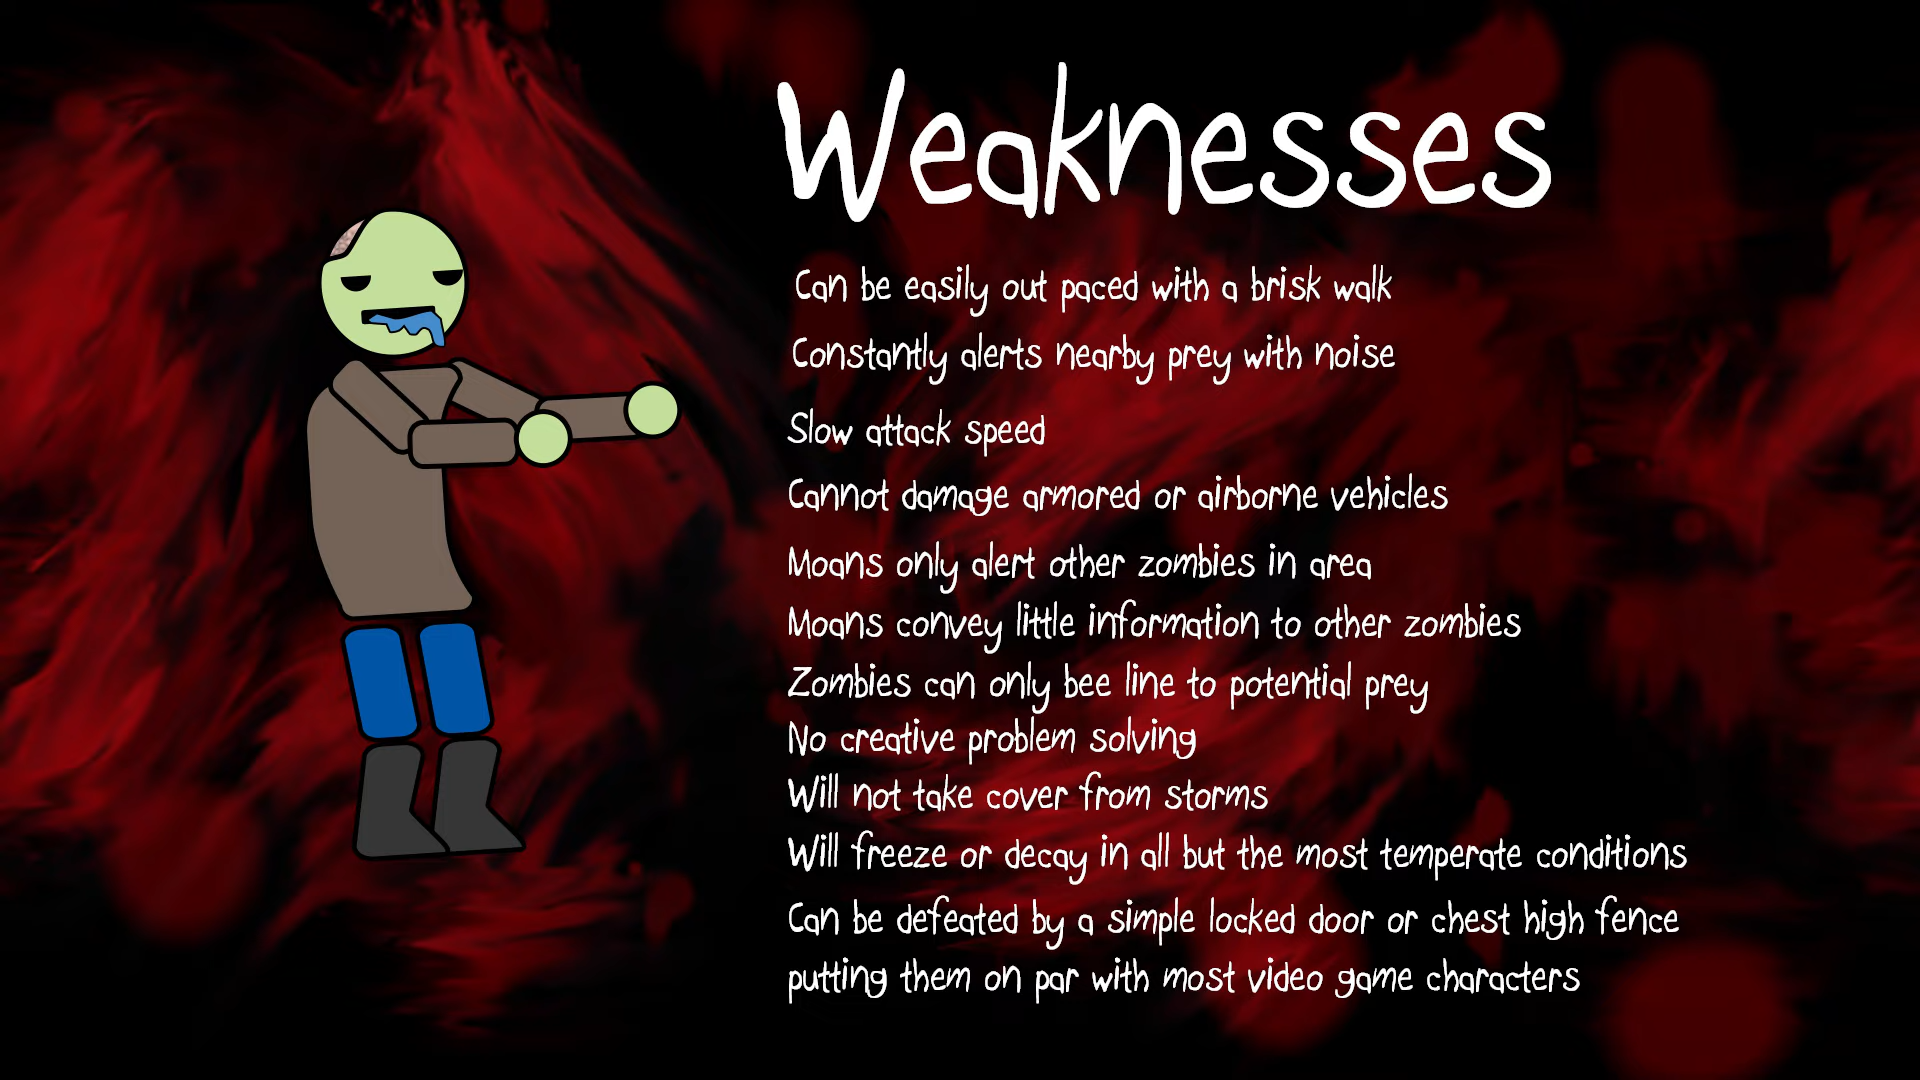 Weaknesses
Can be easily out paced with a brisk walk
Constantly alerts nearby prey with noise
Slow attack speed
Cannot damage armored or airborne vehicles
Moans only alert other zombies in area
Moans convey little information to other zombies
Zombies can only bee line to potential prey
No creative problem solving
Will not take cover from storms
Will freeze or decay in all but the most temperate conditions
Can be defeated by a simple locked door or chest high fence
putting them on par with most video game characters